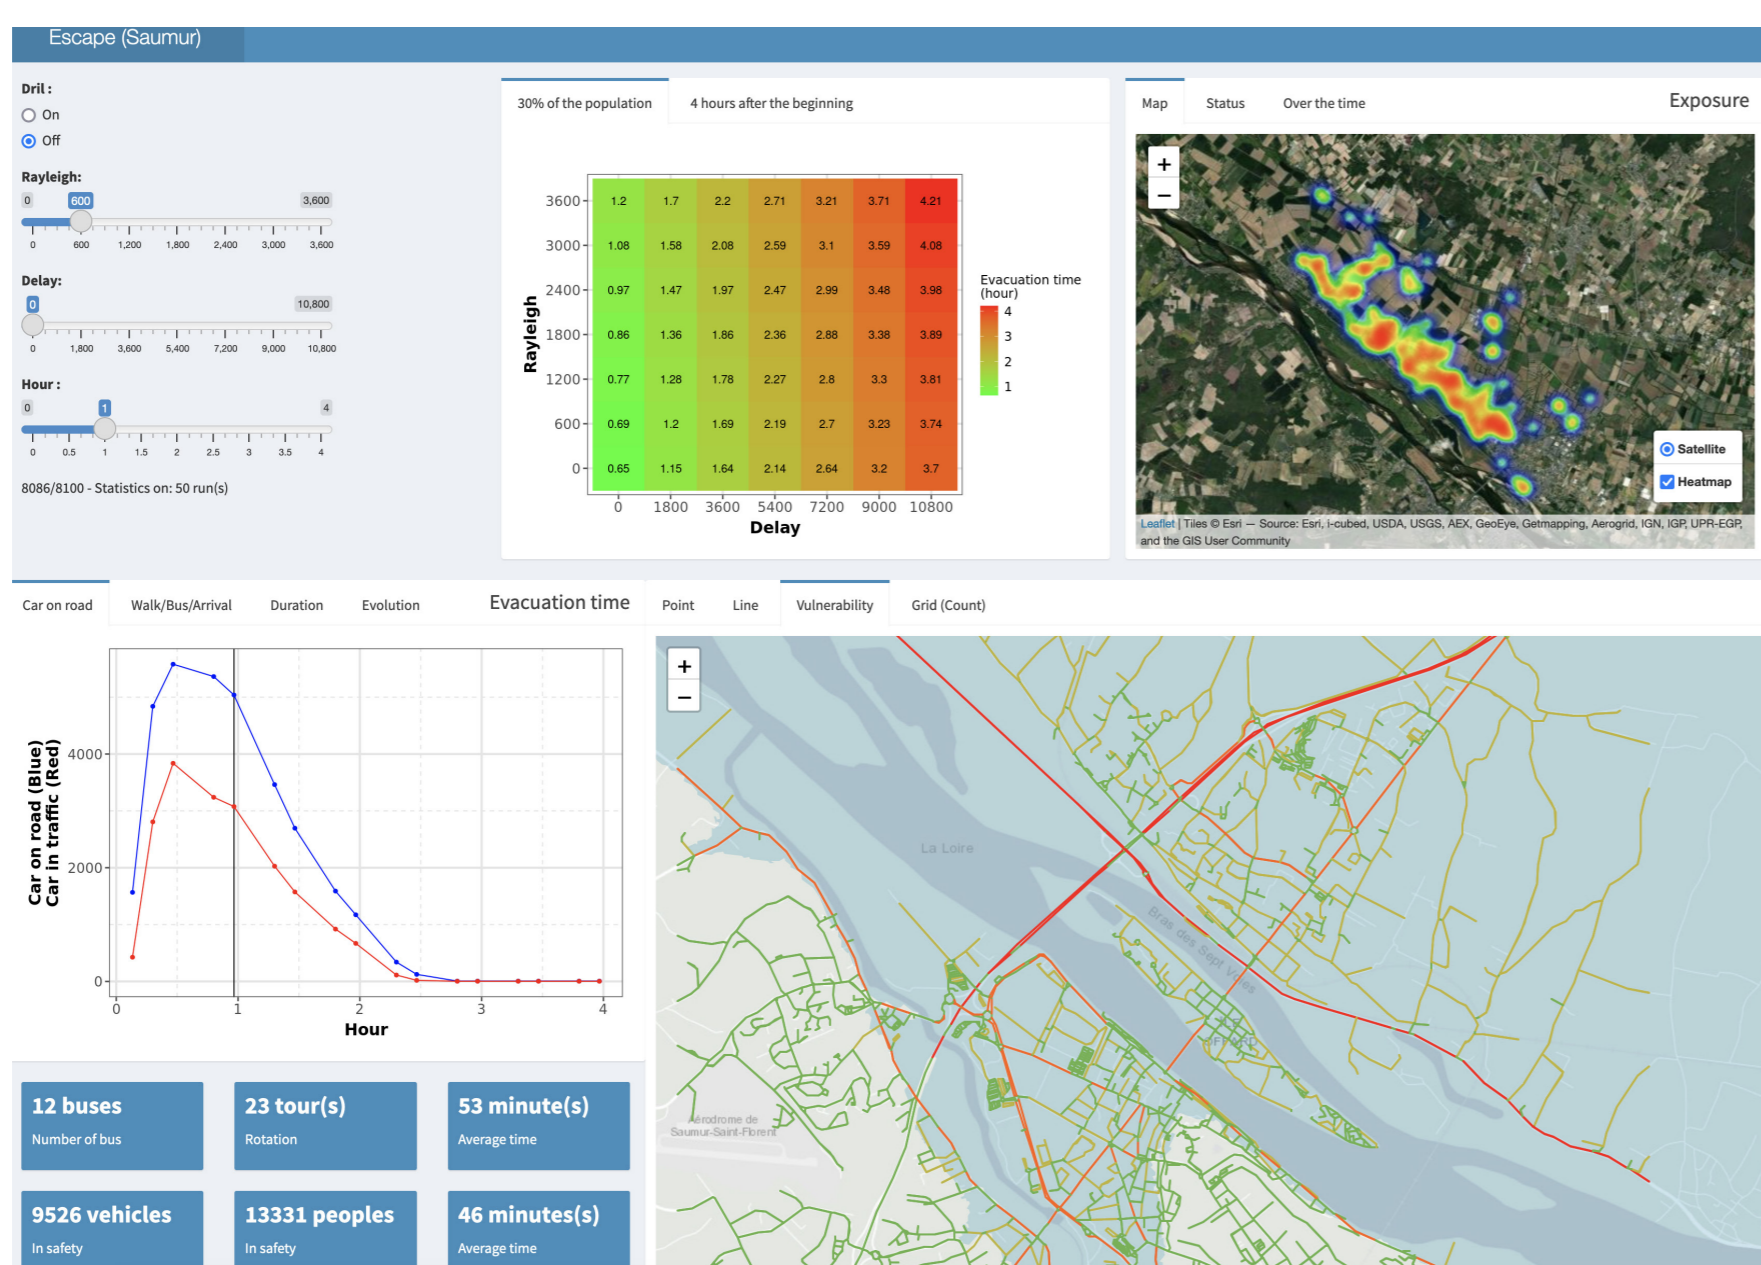 Escape (Saumur)
Dril :
On
Off
Rayleigh:
0 600 3,600
0 600 1,200 1,800 2,400 3,000 3,600
Delay:
0 10,800
0 1,800 3,600 5,400 7,200 9,000 10,800
Hour :
0 1 4
0 0.5 1 1.5 2 2.5 3 3.5 4
8086/8100 - Statistics on: 50 run(s)
30% of the population 4 hours after the beginning
Rayleigh
3600 1.2 1.7 2.2 2.71 3.21 3.71 4.21
3000 1.08 1.58 2.08 2.59 3.1 3.59 4.08
2400 0.97 1.47 1.97 2.47 2.99 3.48 3.98
1800 0.86 1.36 1.86 2.36 2.88 3.38 3.89
1200 0.77 1.28 1.78 2.27 2.8 3.3 3.81
600 0.69 1.2 1.69 2.19 2.7 3.23 3.74
0 0.65 1.15 1.64 2.14 2.64 3.2 3.7
0 1800 3600 5400 7200 9000 10800
Delay
Evacuation time
(hour)
4
3
2
1
Map Status Over the time Exposure
+
−
Satellite
Heatmap
Leaflet | Tiles © Esri — Source: Esri, i-cubed, USDA, USGS, AEX, GeoEye, Getmapping, Aerogrid, IGN, IGP, UPR-EGP,
and the GIS User Community
Car on road Walk/Bus/Arrival Duration Evolution Evacuation time
Car on road (Blue)
Car in traffic (Red)
4000
2000
0
0 1 2 3 4
Hour
12 buses
Number of bus
23 tour(s)
Rotation
53 minute(s)
Average time
9526 vehicles
In safety
13331 peoples
In safety
46 minutes(s)
Average time
Point Line Vulnerability Grid (Count)
+
−
La Loire
Bras des Sept Voies
Aérodrome de
Saumur-Saint-Florent